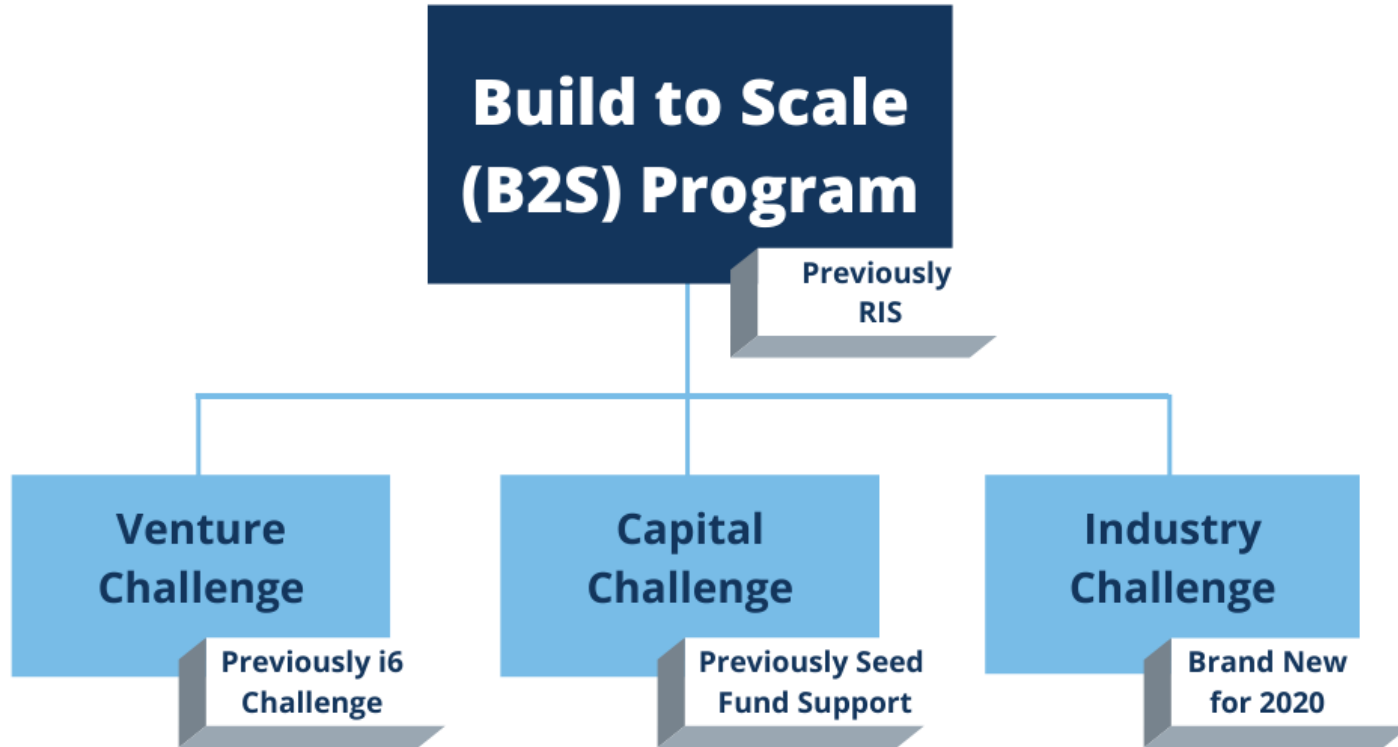 Build to Scale
(B2S) Program
Previously
RIS
Venture
Challenge
Previously i6
Challenge
Capital
Challenge
Previously Seed
Fund Support
Industry
Challenge
Brand New
for 2020